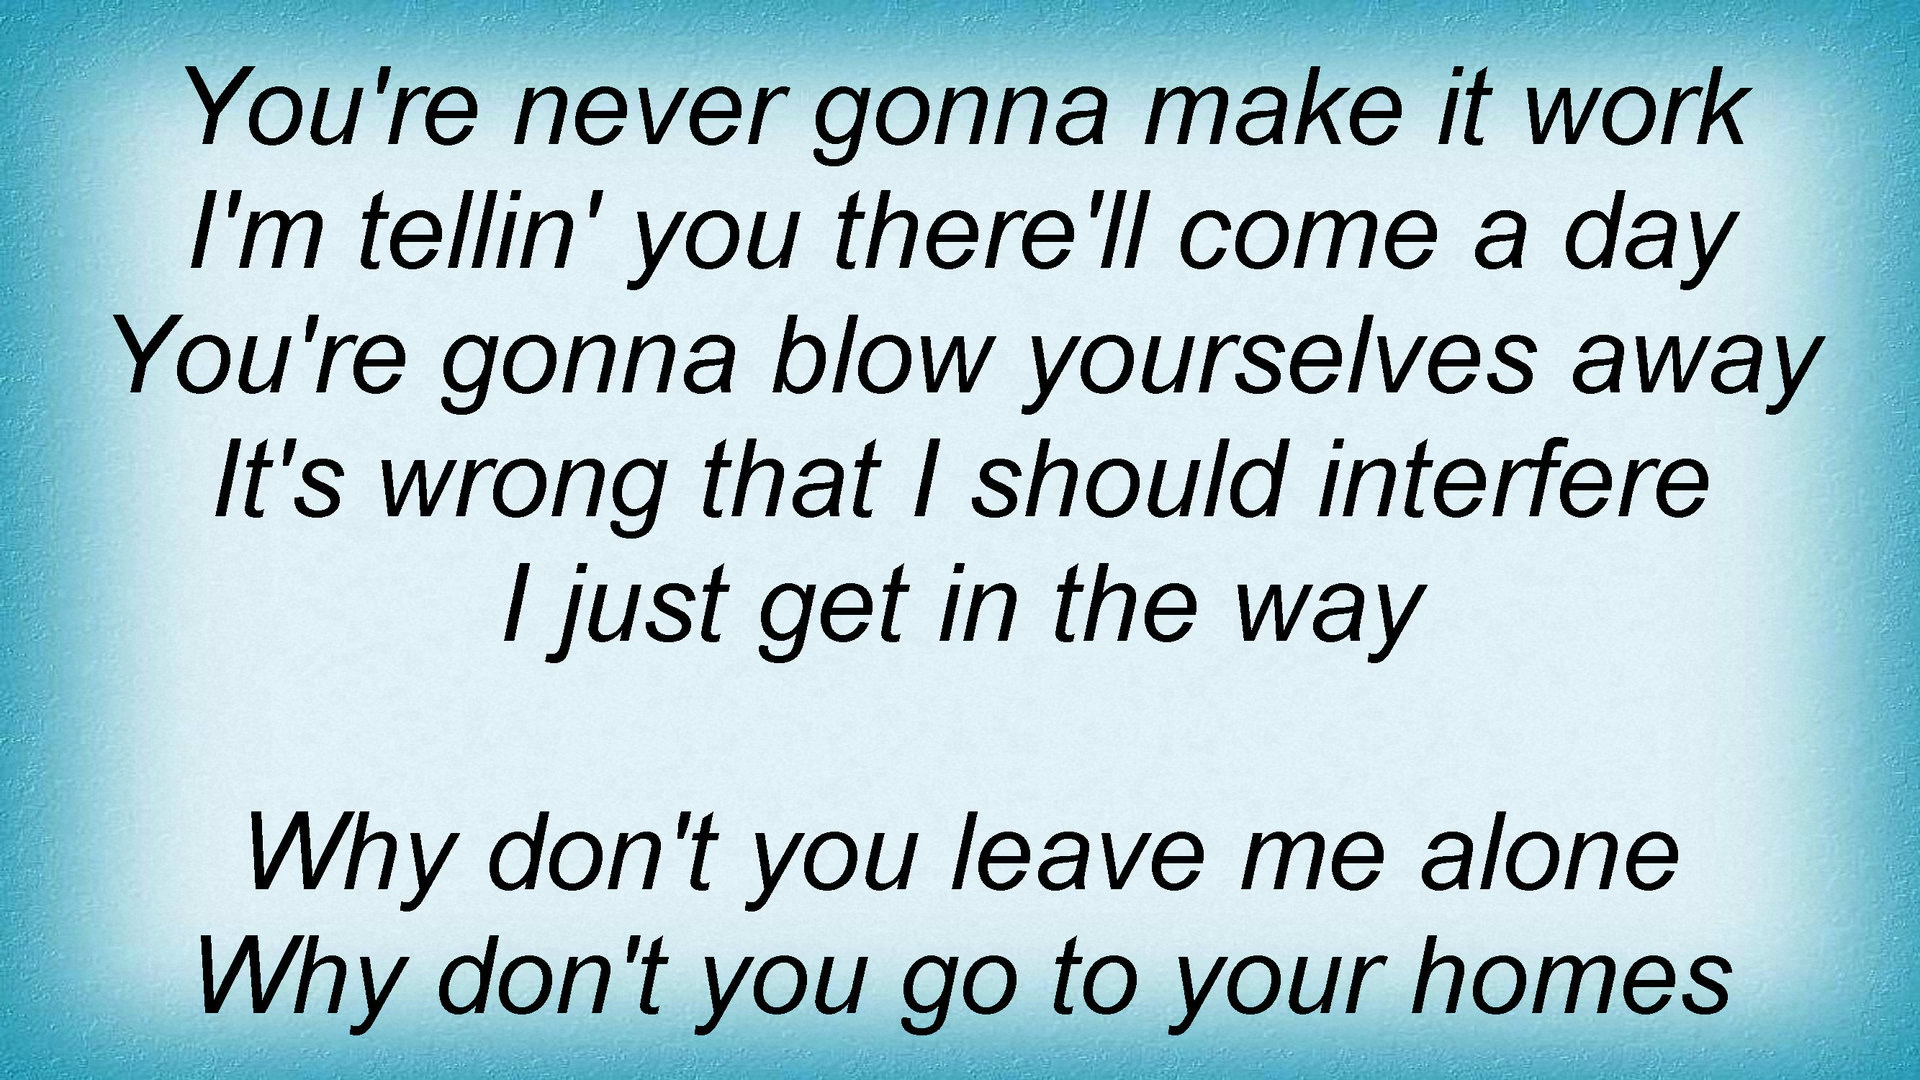 You're never gonna make it work
I'm tellin' you there'll come a day
You're gonna blow yourselves away
It's wrong that I should interfere
I just get in the way
Why don't you leave me alone
Why don't you go to your homes